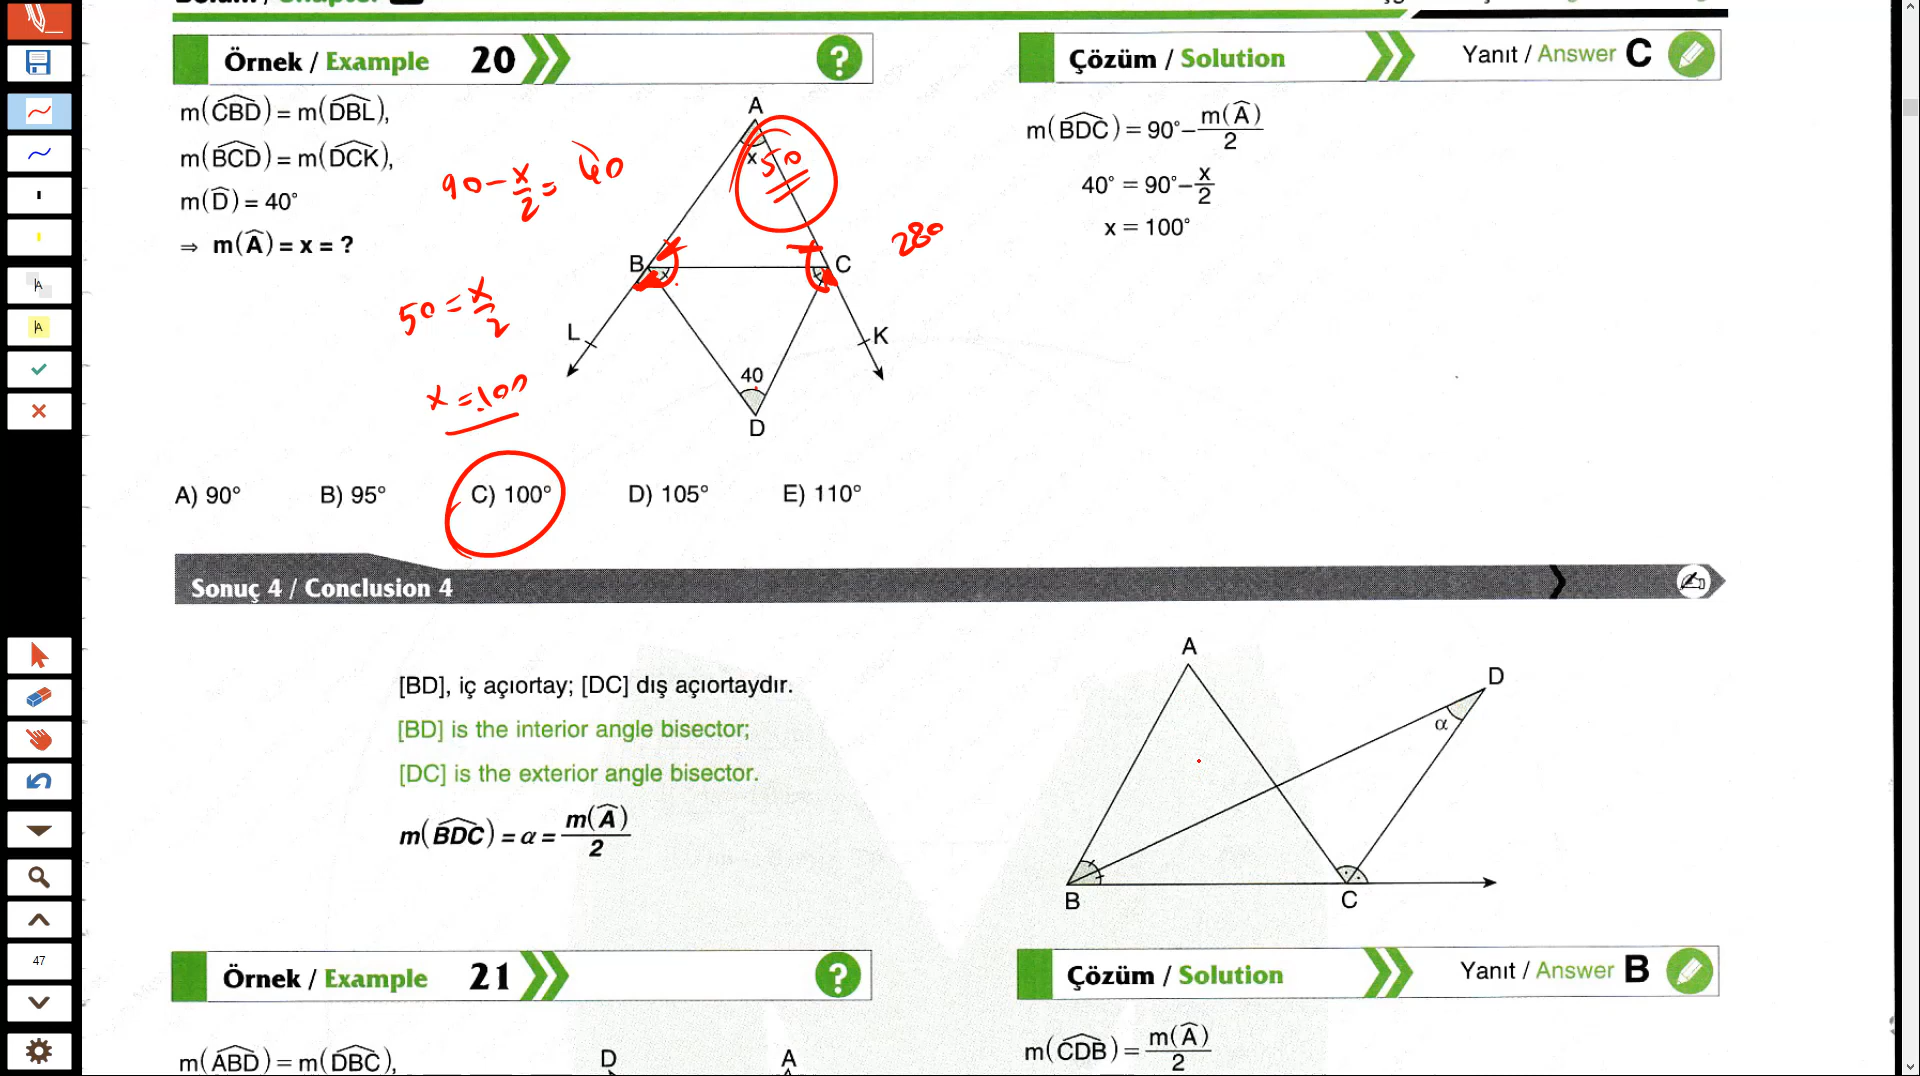 Bölüm / Chapter
Örnek / Example 20
?
Çözüm / Solution
Yanıt / Answer C
m(CBD) = m(DBL),
m(BCD) = m(DCK),
m(D) = 40°
⇒ m(A) = x = ?
90 - x/2 = 40
50 = x/2
x = 100
A
x
50
B
x
C
280
L
K
40
D
m(BDC) = 90° - m(A)/2
40° = 90° - x/2
x = 100°
A) 90°
B) 95°
C) 100°
D) 105°
E) 110°
Sonuç 4 / Conclusion 4
[BD], iç açıortay; [DC] dış açıortaydır.
[BD] is the interior angle bisector;
[DC] is the exterior angle bisector.
m(BDC) = α = m(A)/2
A
D
α
B
C
Örnek / Example 21
?
Çözüm / Solution
Yanıt / Answer B
m(ABD) = m(DBC),
D
A
m(CDB) = m(A)/2
A
A
47